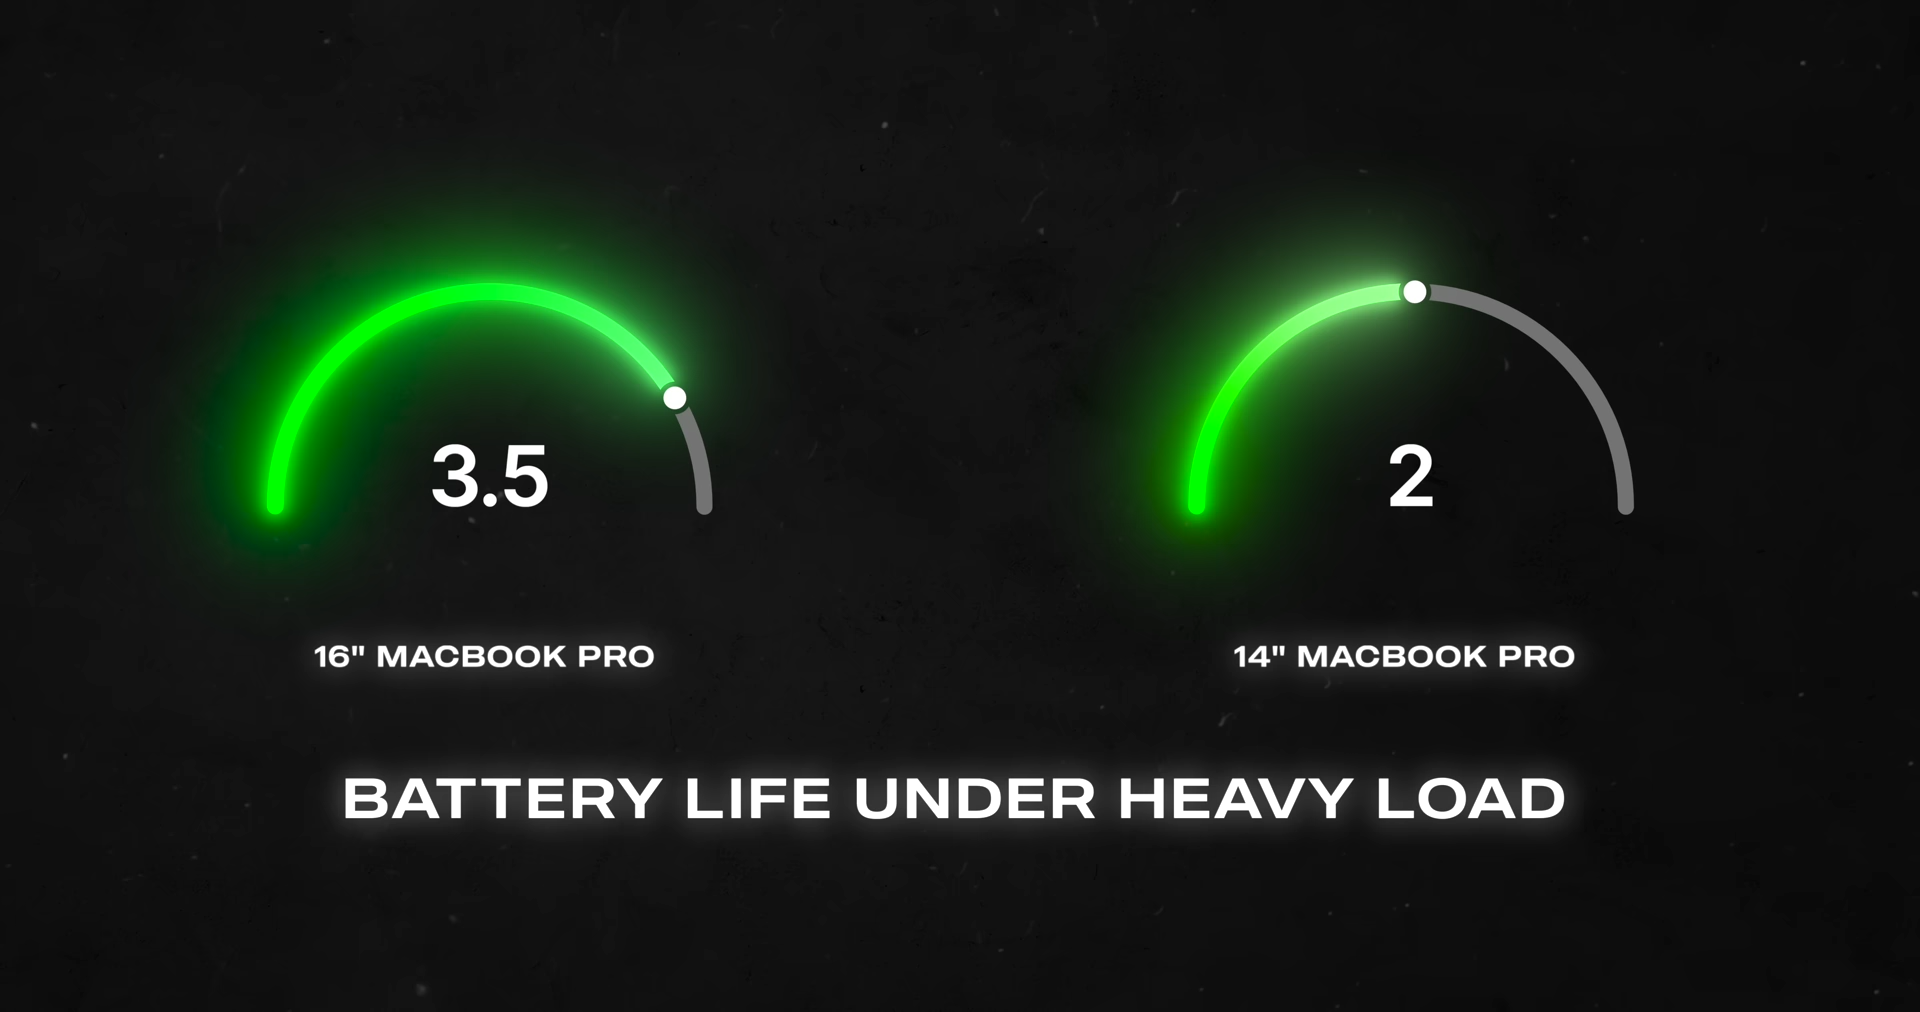 3.5
2
16" MACBOOK PRO
14" MACBOOK PRO
BATTERY LIFE UNDER HEAVY LOAD